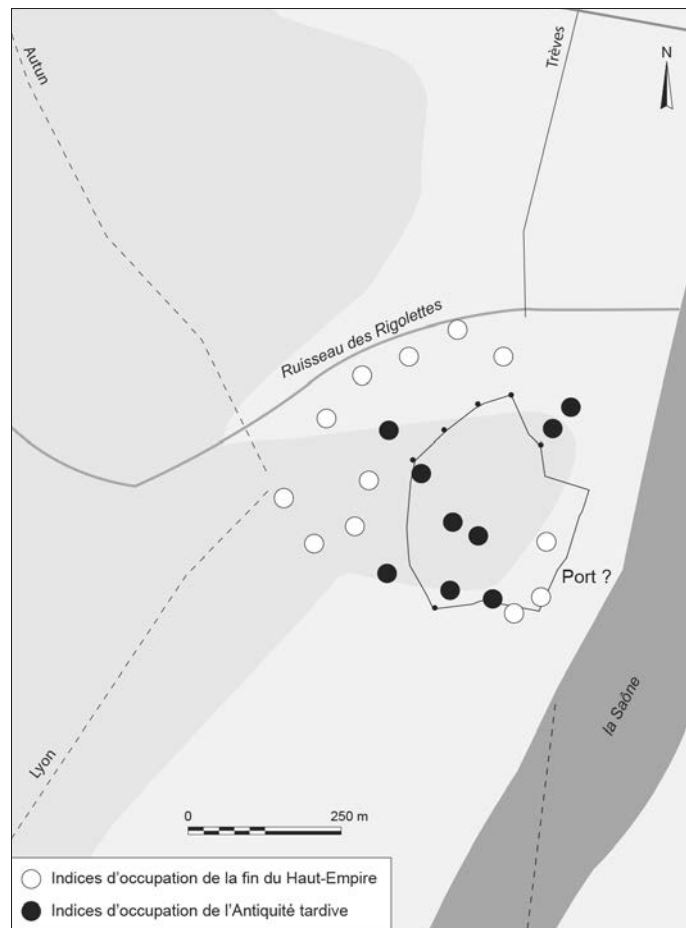 Autun
Trèves
N
Ruisseau des Rigolettes
Port ?
la Saône
Lyon
0
250 m
Indices d'occupation de la fin du Haut-Empire
Indices d'occupation de l'Antiquité tardive